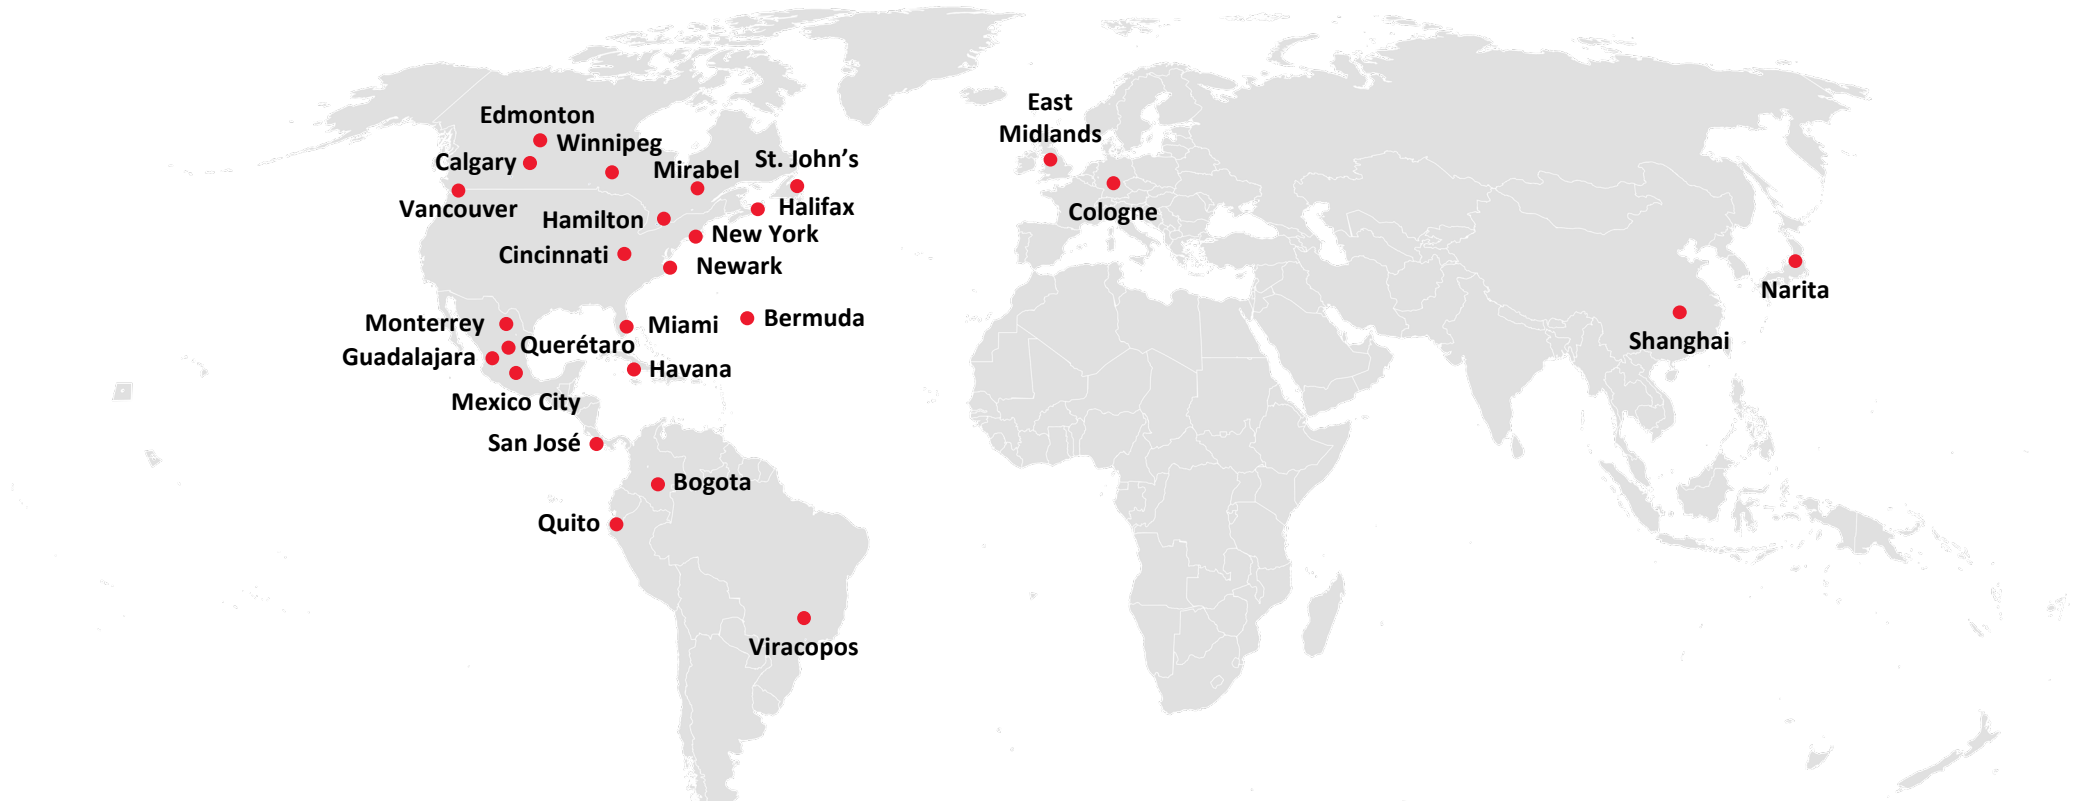 East
Midlands
Edmonton
Winnipeg
Calgary
Mirabel
St. John’s
Vancouver
Hamilton
Halifax
New York
Cincinnati
Newark
Cologne
Narita
Monterrey
Miami
Bermuda
Querétaro
Guadalajara
Havana
Shanghai
Mexico City
San José
Bogota
Quito
Viracopos